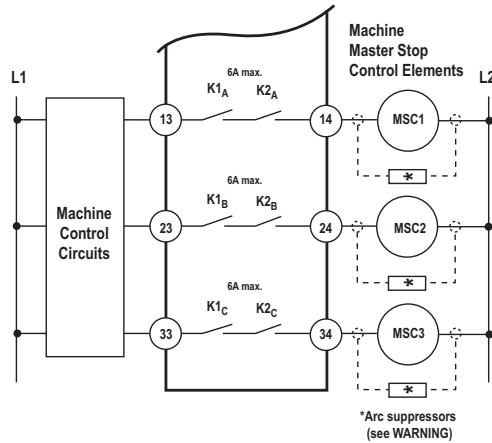 Machine
Master Stop
Control Elements
L1
L2
6A max.
K1A K2A
13
14
MSC1
*
6A max.
K1B K2B
Machine
Control
Circuits
23
24
MSC2
*
6A max.
K1C K2C
33
34
MSC3
*
*Arc suppressors
(see WARNING)